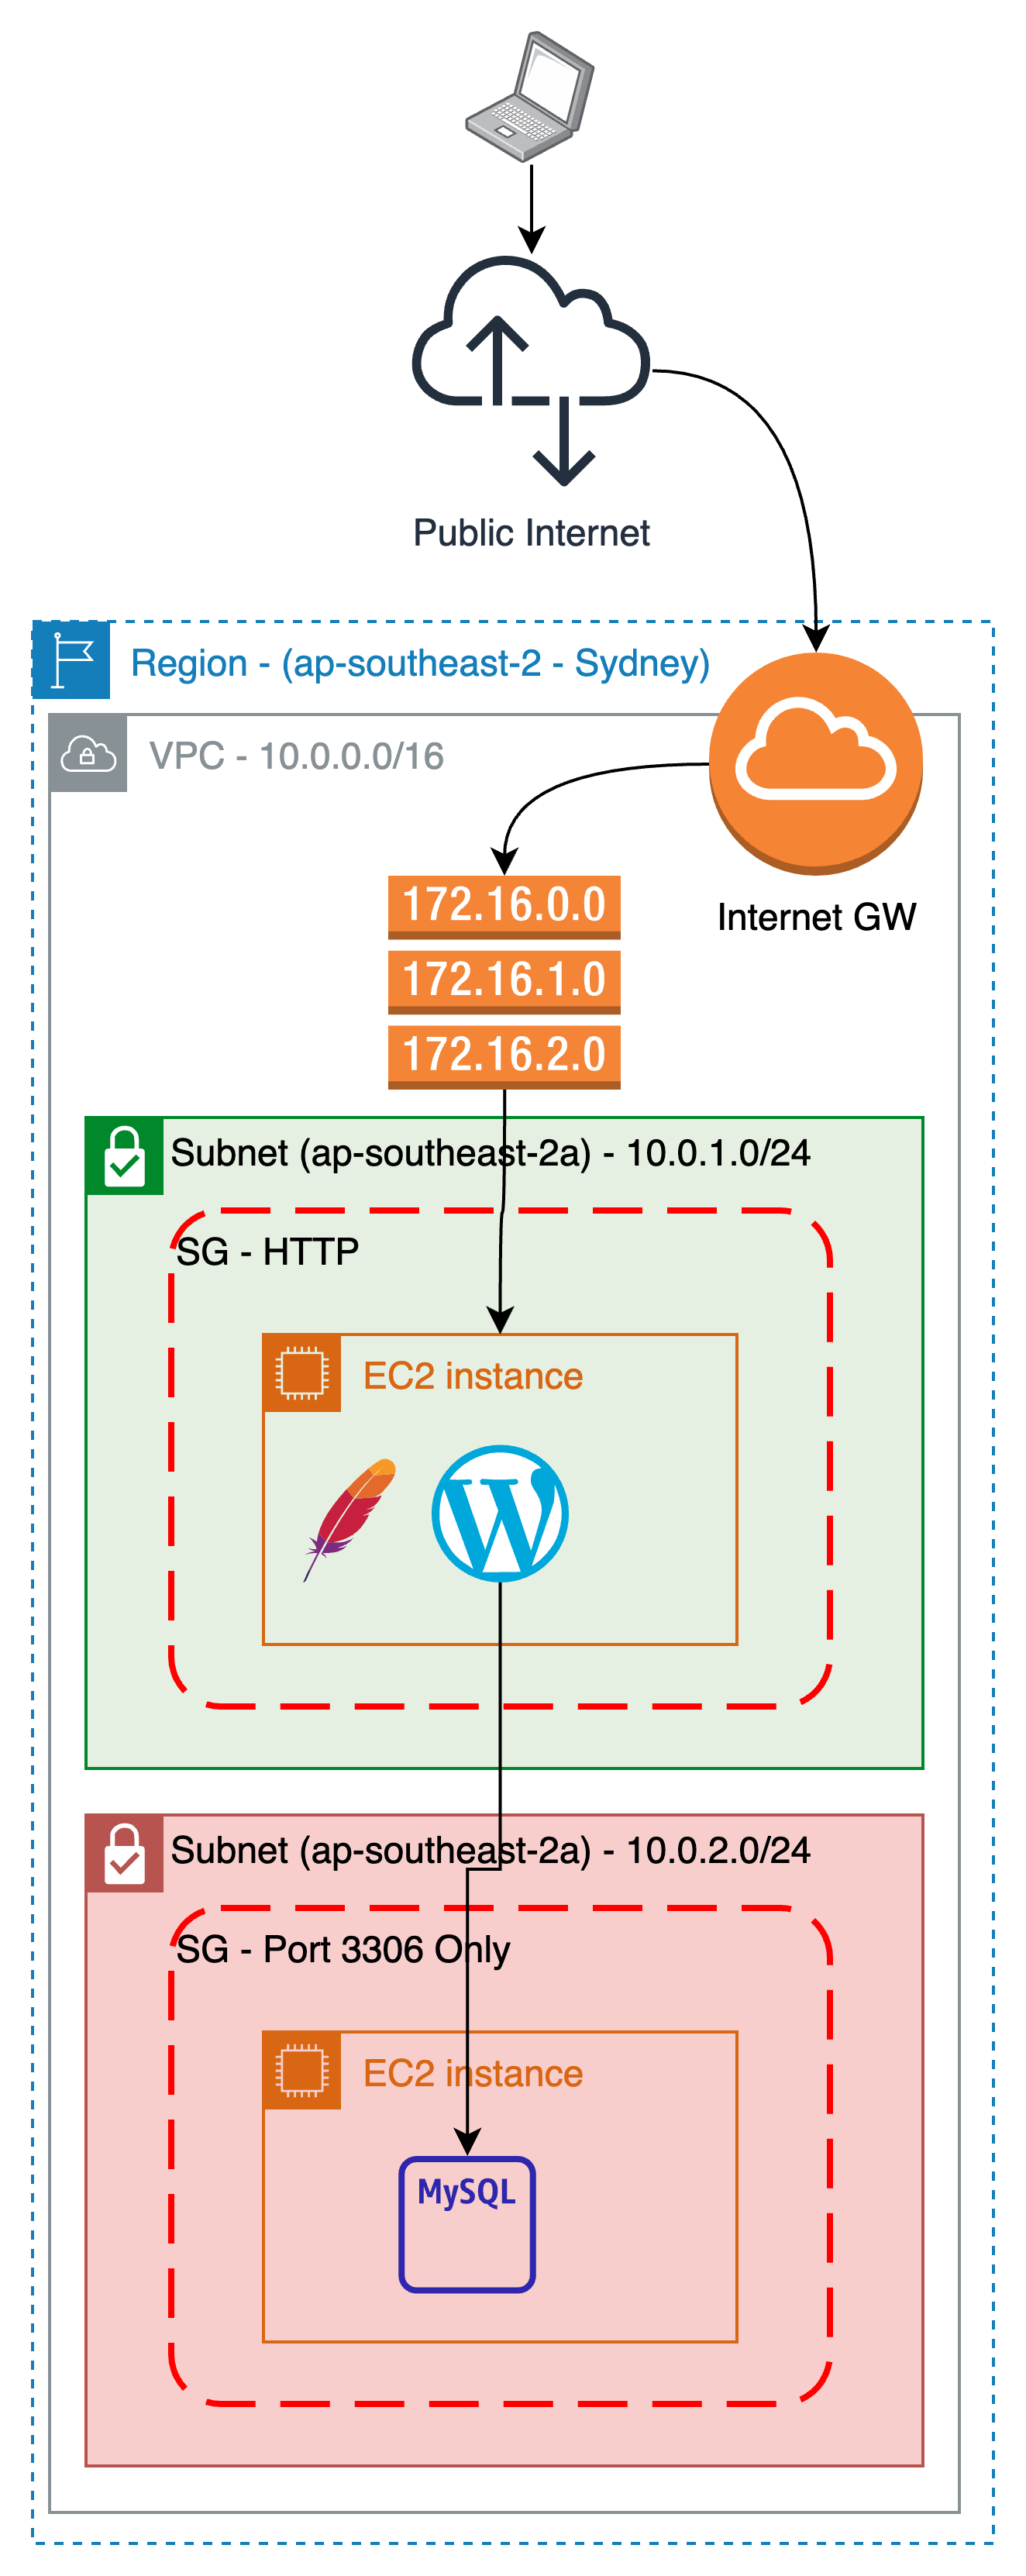 Public Internet
Region - (ap-southeast-2 - Sydney)
VPC - 10.0.0.0/16
172.16.0.0
Internet GW
172.16.1.0
172.16.2.0
Subnet (ap-southeast-2a) - 10.0.1.0/24
SG - HTTP
EC2 instance
Subnet (ap-southeast-2a) - 10.0.2.0/24
SG - Port 3306 Only
EC2 instance
MySQL